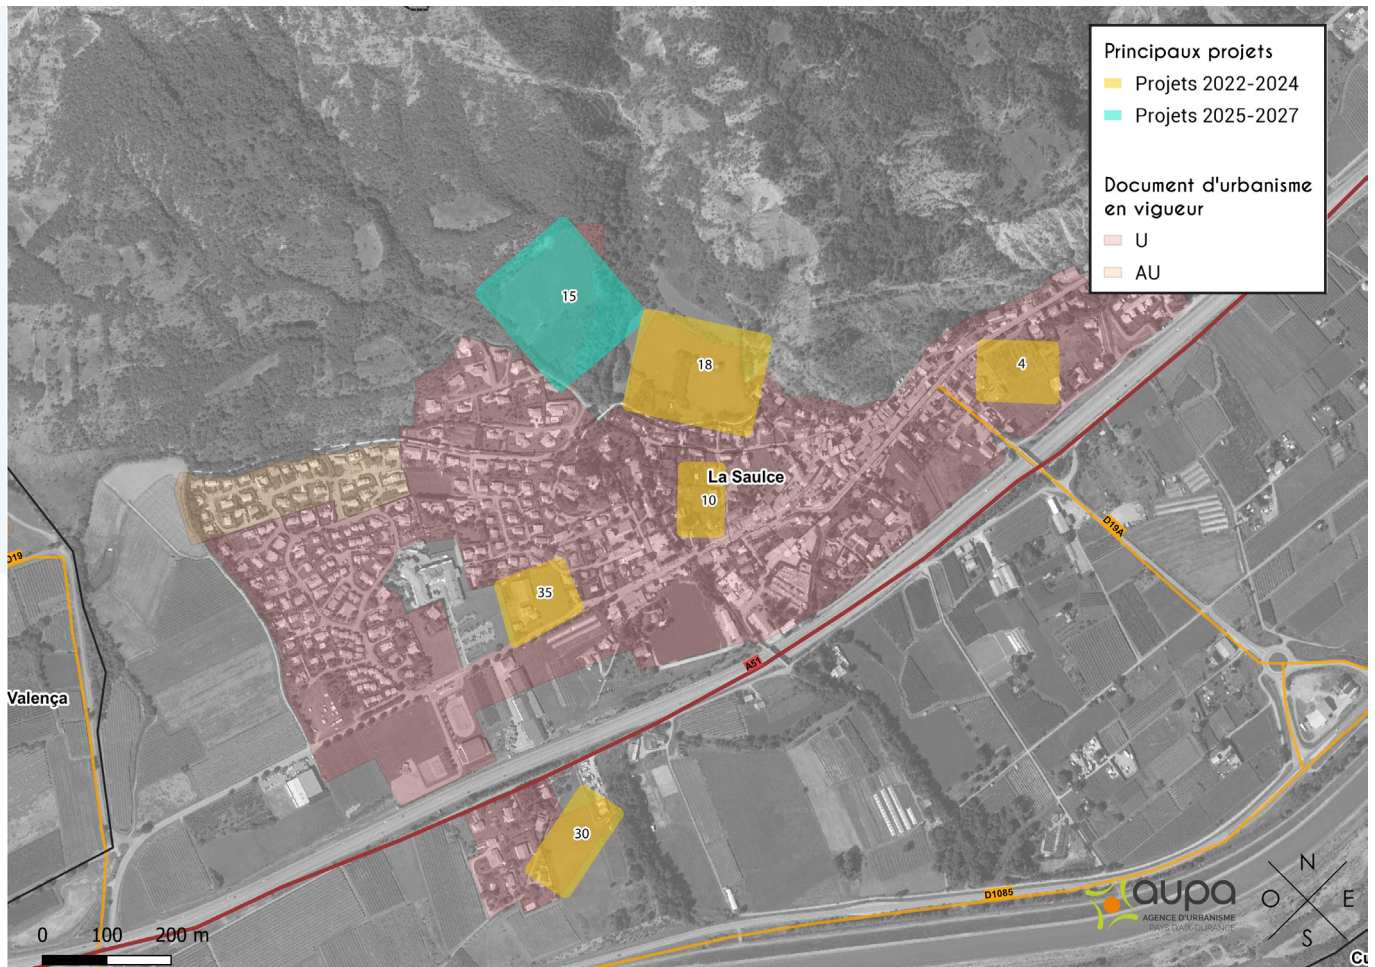 Principaux projets
Projets 2022-2024
Projets 2025-2027
Document d'urbanisme
en vigueur
U
AU
15
18
4
La Saulce
10
D19A
D19
35
A51
Valença
30
D1085
aupa
AGENCE D'URBANISME
PAYS D'AIX-DURANCE
N
O E
S
0 100 200 m